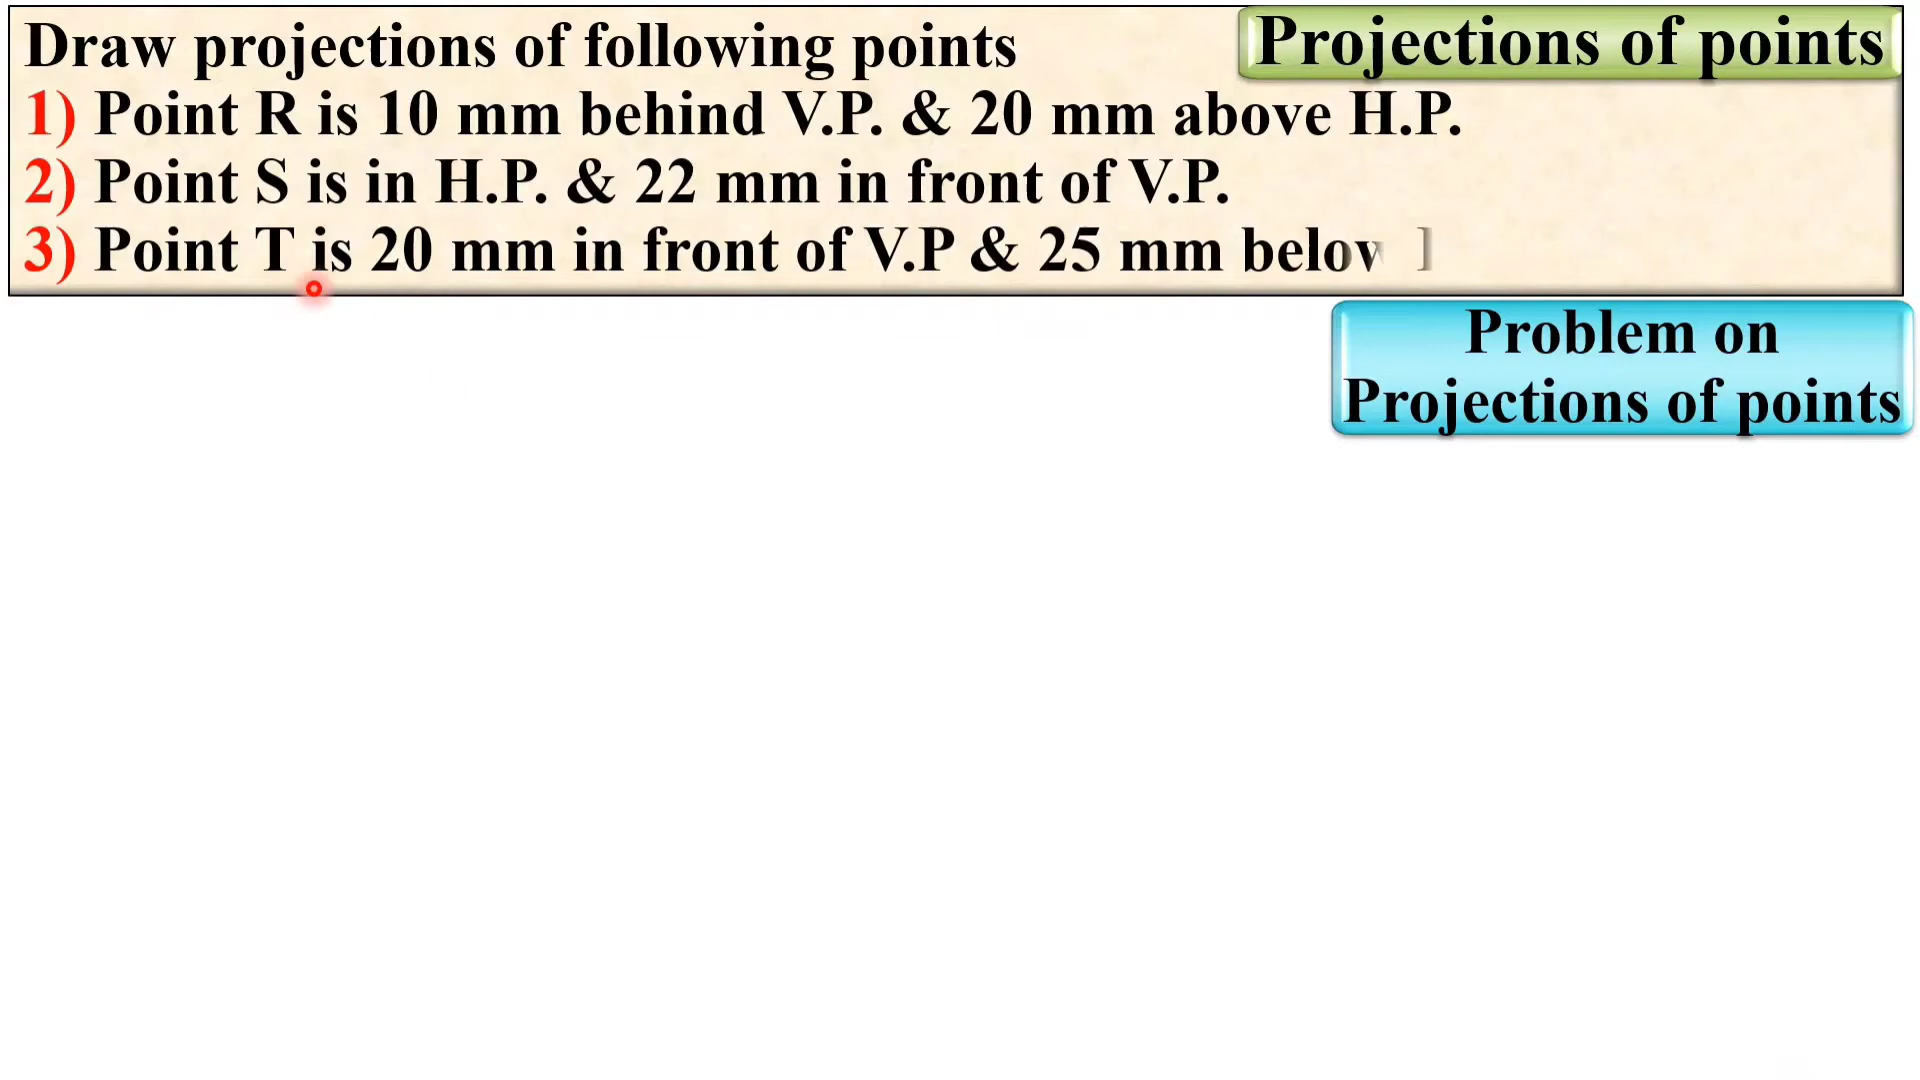 Draw projections of following points
Projections of points
1) Point R is 10 mm behind V.P. & 20 mm above H.P.
2) Point S is in H.P. & 22 mm in front of V.P.
3) Point T is 20 mm in front of V.P & 25 mm below
Problem on
Projections of points